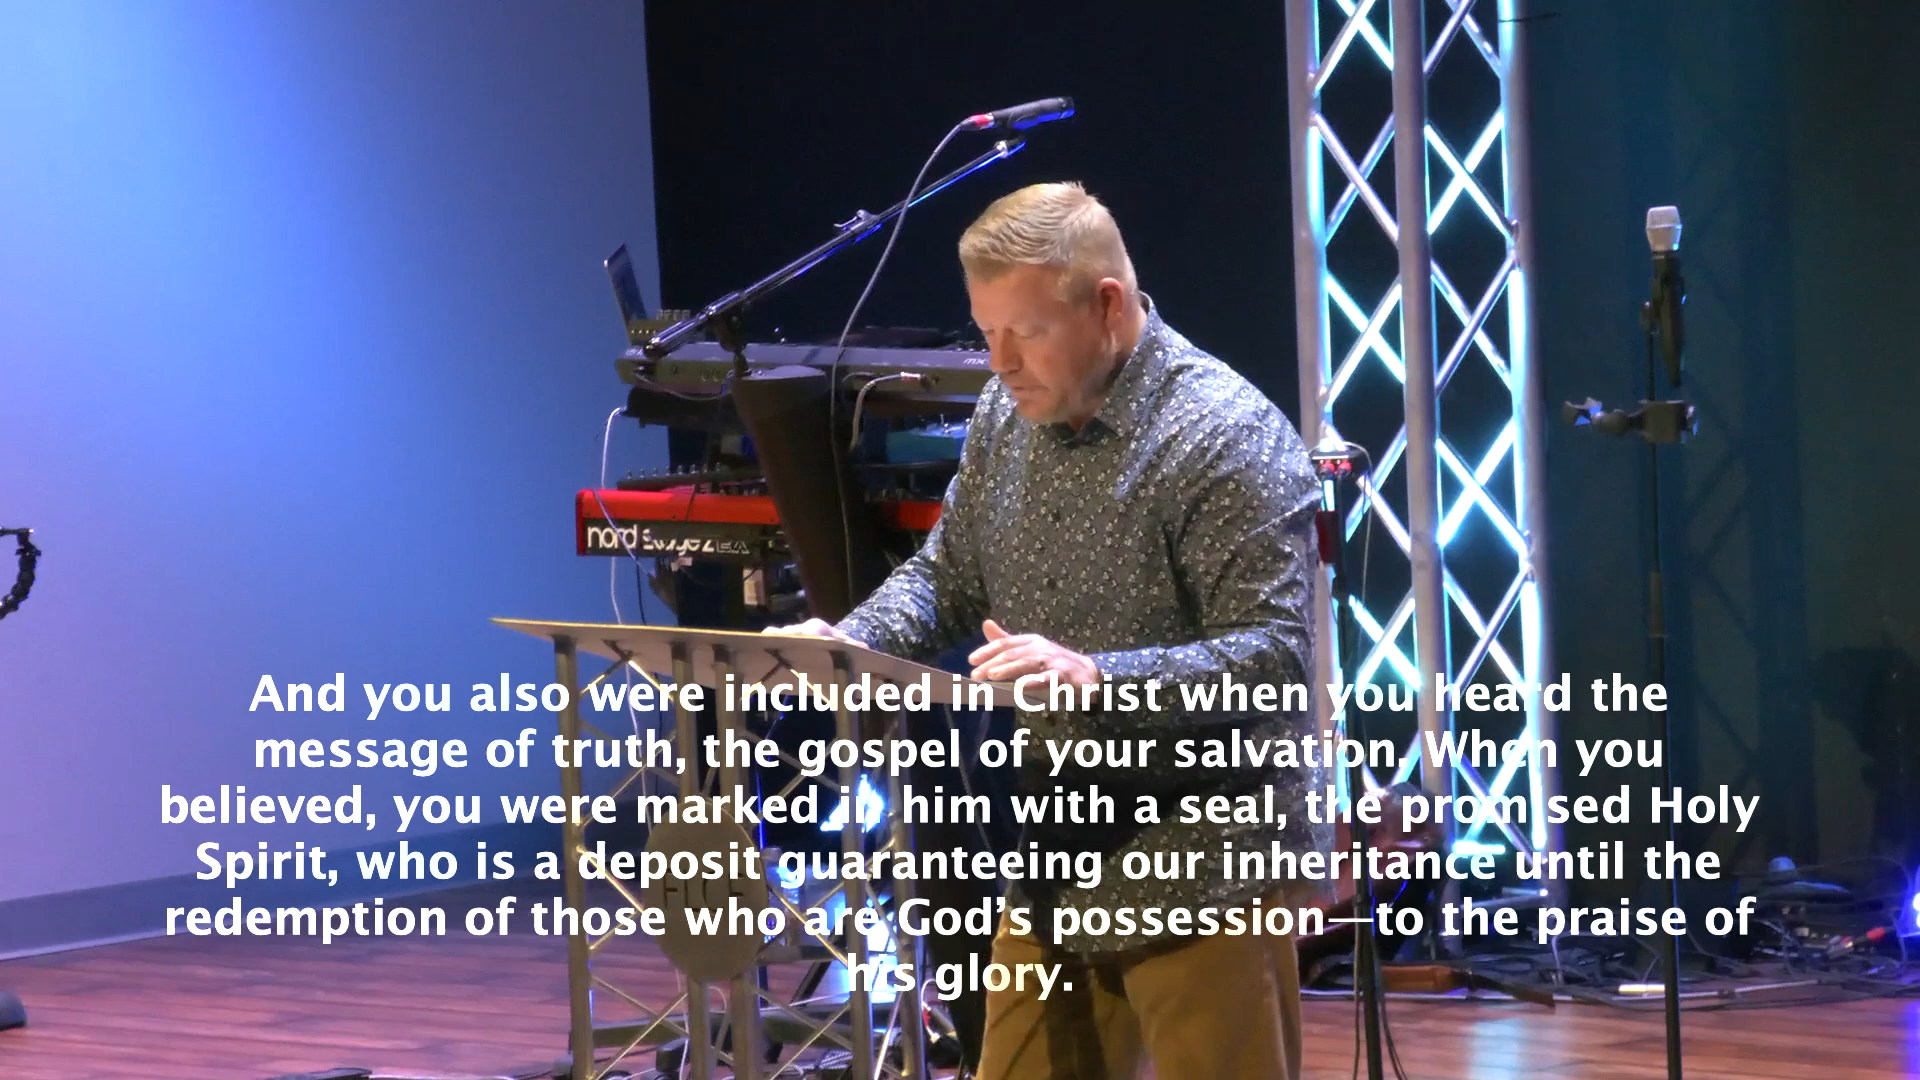 mx
nord
And you also were included in Christ when you heard the
message of truth, the gospel of your salvation. When you
believed, you were marked in him with a seal, the promised Holy
Spirit, who is a deposit guaranteeing our inheritance until the
redemption of those who are God’s possession—to the praise of
his glory.